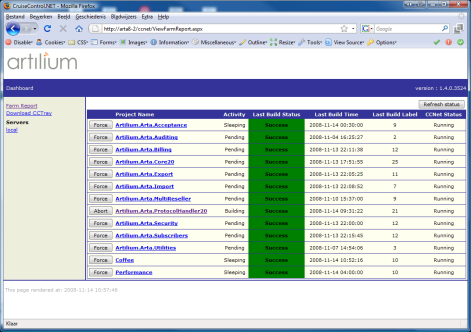 CruiseControl.NET - Mozilla Firefox
Bestand Bewerken Beeld Geschiedenis Bladwijzers Extra Help
http://arta8-2/ccnet/ViewFarmReport.aspx
Google
Disable Cookies CSS Forms Images Information Miscellaneous Outline Resize Tools View Source Options
artilium
Dashboard version : 1.4.0.3524
Farm Report
Download CCTray
Servers
local
Refresh status
Project Name Activity Last Build Status Last Build Time Last Build Label CCNet Status
Force Artilium.Arta.Acceptance Sleeping Success 2008-11-14 00:30:00 9 Running
Force Artilium.Arta.Auditing Pending Success 2008-11-04 16:25:27 2 Running
Force Artilium.Arta.Billing Pending Success 2008-11-13 22:11:38 12 Running
Force Artilium.Arta.Core20 Pending Success 2008-11-13 17:51:55 25 Running
Force Artilium.Arta.Export Pending Success 2008-11-13 22:05:25 11 Running
Force Artilium.Arta.Import Pending Success 2008-11-13 22:08:52 7 Running
Force Artilium.Arta.MultiReseller Pending Success 2008-11-10 15:37:00 9 Running
Abort Artilium.Arta.ProtocolHandler20 Building Success 2008-11-14 09:31:22 21 Running
Force Artilium.Arta.Security Pending Success 2008-11-13 22:50:00 12 Running
Force Artilium.Arta.Subscribers Pending Success 2008-11-13 22:15:45 12 Running
Force Artilium.Arta.Utilities Pending Success 2008-11-07 14:54:06 3 Running
Force Coffee Sleeping Success 2008-11-14 10:52:16 10 Running
Force Performance Sleeping Success 2008-11-14 04:00:00 10 Running
This page rendered at: 2008-11-14 10:57:46
Klaar